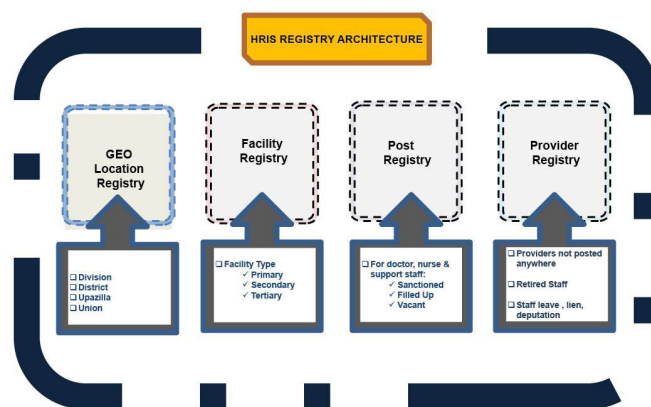 HRIS REGISTRY ARCHITECTURE
GEO
Location
Registry
Facility
Registry
Post
Registry
Provider
Registry
❑ Division
❑ District
❑ Upazilla
❑ Union
❑ Facility Type
✓ Primary
✓ Secondary
✓ Tertiary
❑ For doctor, nurse &
support staff:
✓ Sanctioned
✓ Filled Up
✓ Vacant
❑ Providers not posted
anywhere
❑ Retired Staff
❑ Staff leave , lien,
deputation